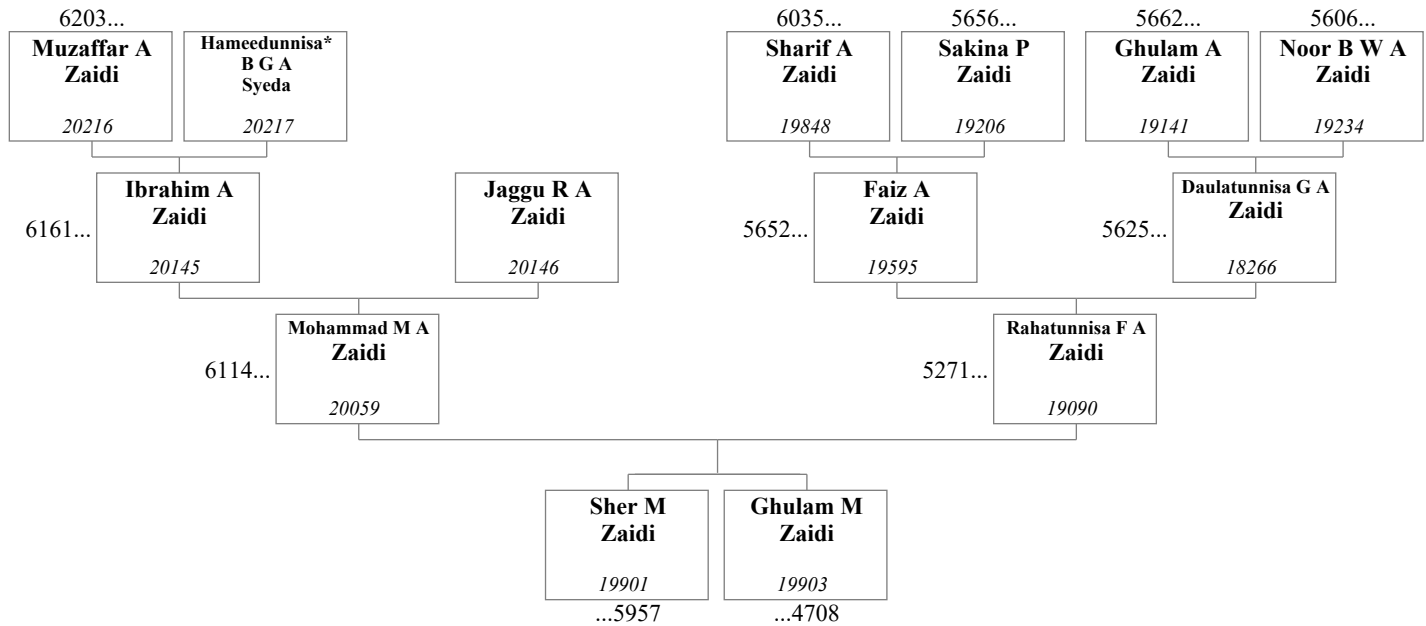 6203...
6035...
5656...
5662...
5606...
Muzaffar A
Zaidi
20216
Hameedunnisa*
B G A
Syeda
20217
Sharif A
Zaidi
19848
Sakina P
Zaidi
19206
Ghulam A
Zaidi
19141
Noor B W A
Zaidi
19234
6161...
Ibrahim A
Zaidi
20145
Jaggu R A
Zaidi
20146
5652...
Faiz A
Zaidi
19595
5625...
Daulatunnisa G A
Zaidi
18266
6114...
Mohammad M A
Zaidi
20059
5271...
Rahatunnisa F A
Zaidi
19090
Sher M
Zaidi
19901
...5957
Ghulam M
Zaidi
19903
...4708